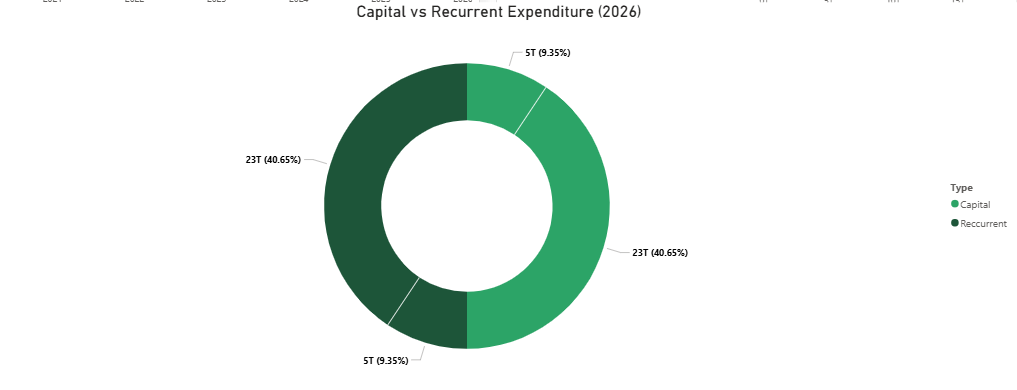 Capital vs Recurrent Expenditure (2026)
5T (9.35%)
23T (40.65%)
Type
Capital
Reccurrent
23T (40.65%)
5T (9.35%)